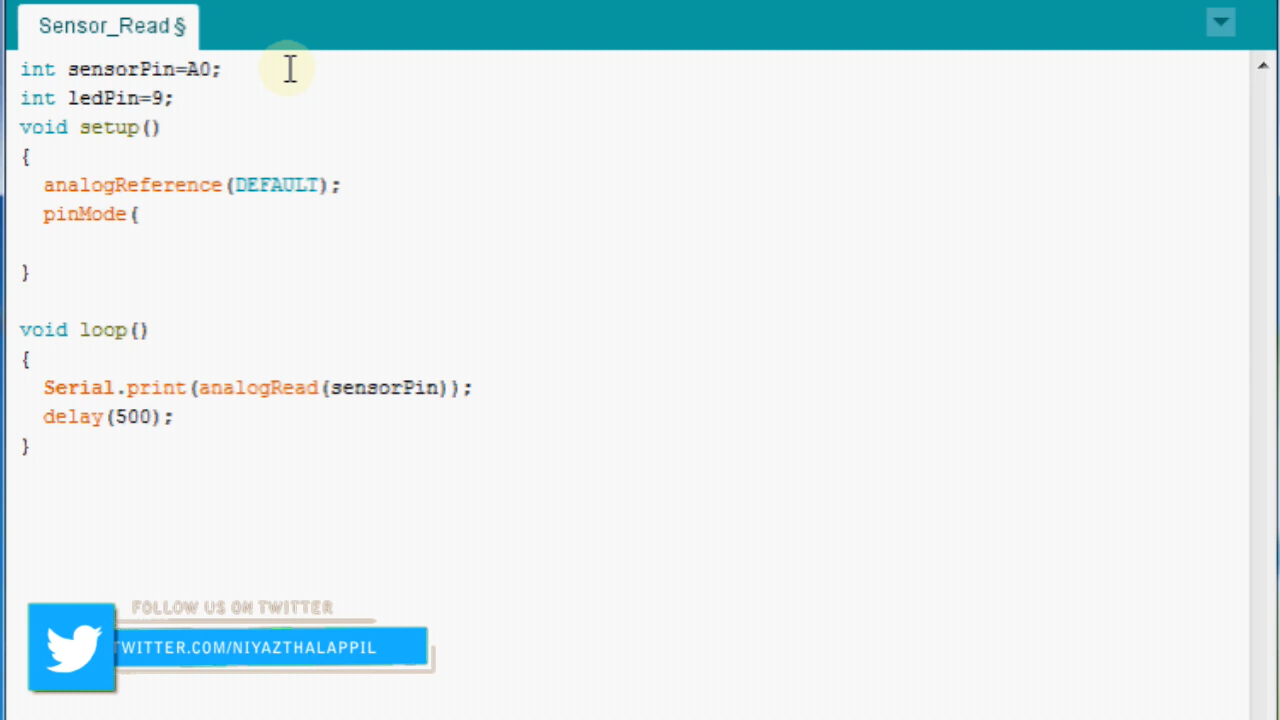 Sensor_Read §
int sensorPin=A0;
int ledPin=9;
void setup()
{
analogReference(DEFAULT);
pinMode(
}
void loop()
{
Serial.print(analogRead(sensorPin));
delay(500);
}
FOLLOW US ON TWITTER
TWITTER.COM/NIYAZTHALAPPIL